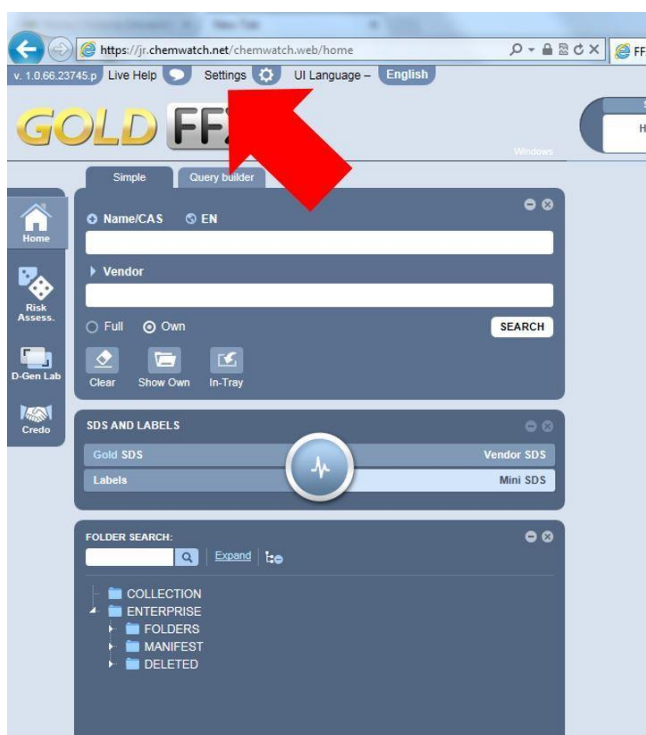 https://jr.chemwatch.net/chemwatch.web/home
FF
v. 1.0.66.23745.p Live Help Settings UI Language – English
GOLD FFX
Windows
Simple Query builder
Name/CAS EN
Vendor
Full Own SEARCH
Clear Show Own In-Tray
Home
Risk Assess.
D-Gen Lab
Credo
SDS AND LABELS
Gold SDS Vendor SDS
Labels Mini SDS
FOLDER SEARCH:
Expand
COLLECTION
ENTERPRISE
FOLDERS
MANIFEST
DELETED